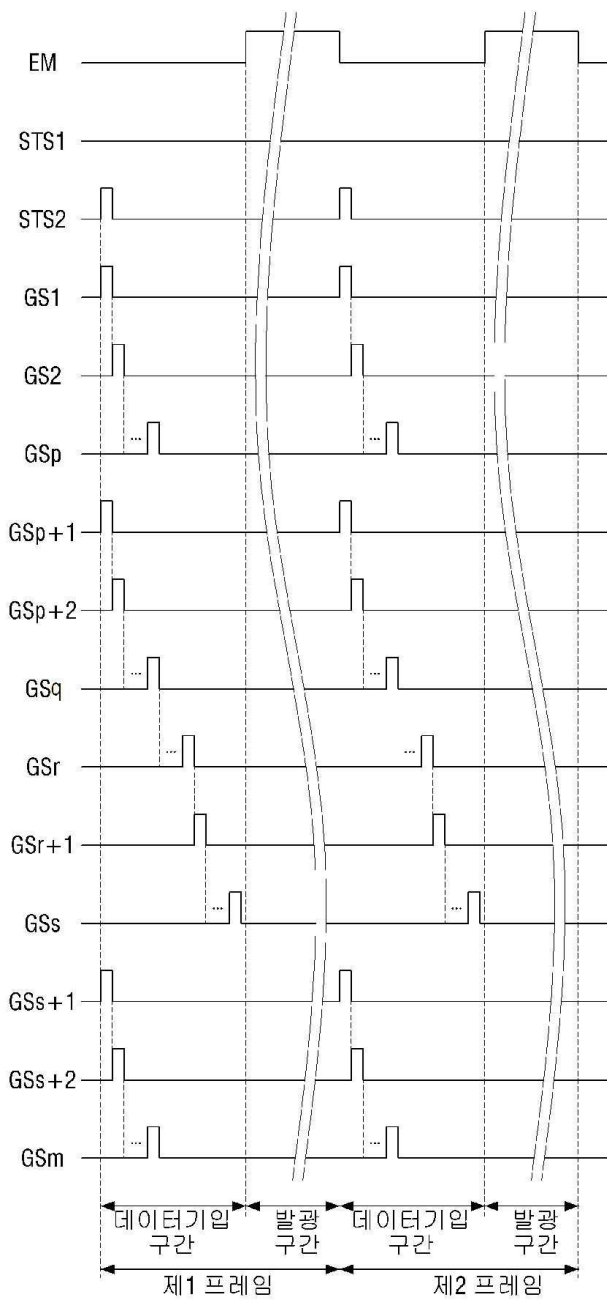 EM
STS1
STS2
GS1
GS2
GSp
...
...
GSp+1
GSp+2
GSq
...
...
GSr
...
...
GSr+1
GSs
...
...
GSs+1
GSs+2
GSm
...
...
데이터기입
구간
발광
구간
데이터기입
구간
발광
구간
제1 프레임
제2 프레임